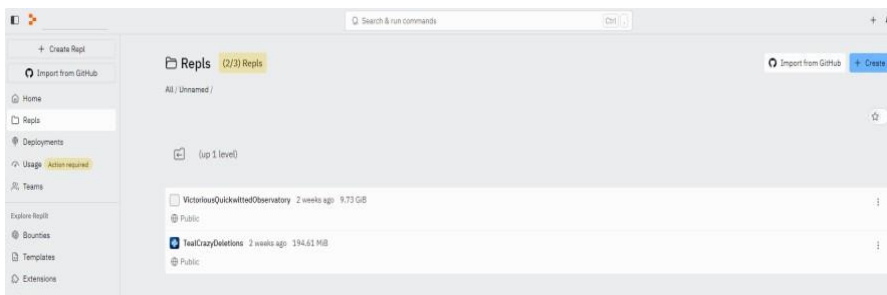 Search & run commands
Ctrl .
+ Create Repl
Import from GitHub
Home
Repls
Deployments
Usage Action required
Teams
Explore Replit
Bounties
Templates
Extensions
Repls (2/3) Repls
Import from GitHub
+ Create
All / Unnamed /
(up 1 level)
VictoriousQuickwittedObservatory 2 weeks ago 9.73 GiB
Public
TealCrazyDeletions 2 weeks ago 194.61 MiB
Public